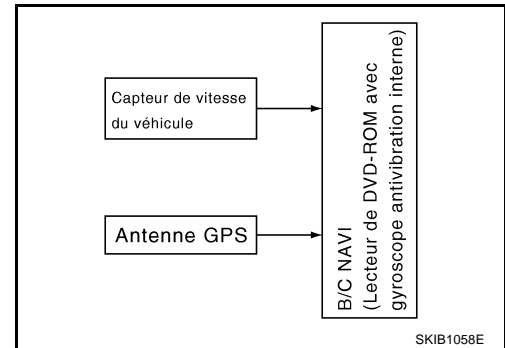 Capteur de vitesse
du véhicule
Antenne GPS
B/C NAVI
(Lecteur de DVD-ROM avec
gyroscope antivibration interne)
SKIB1058E